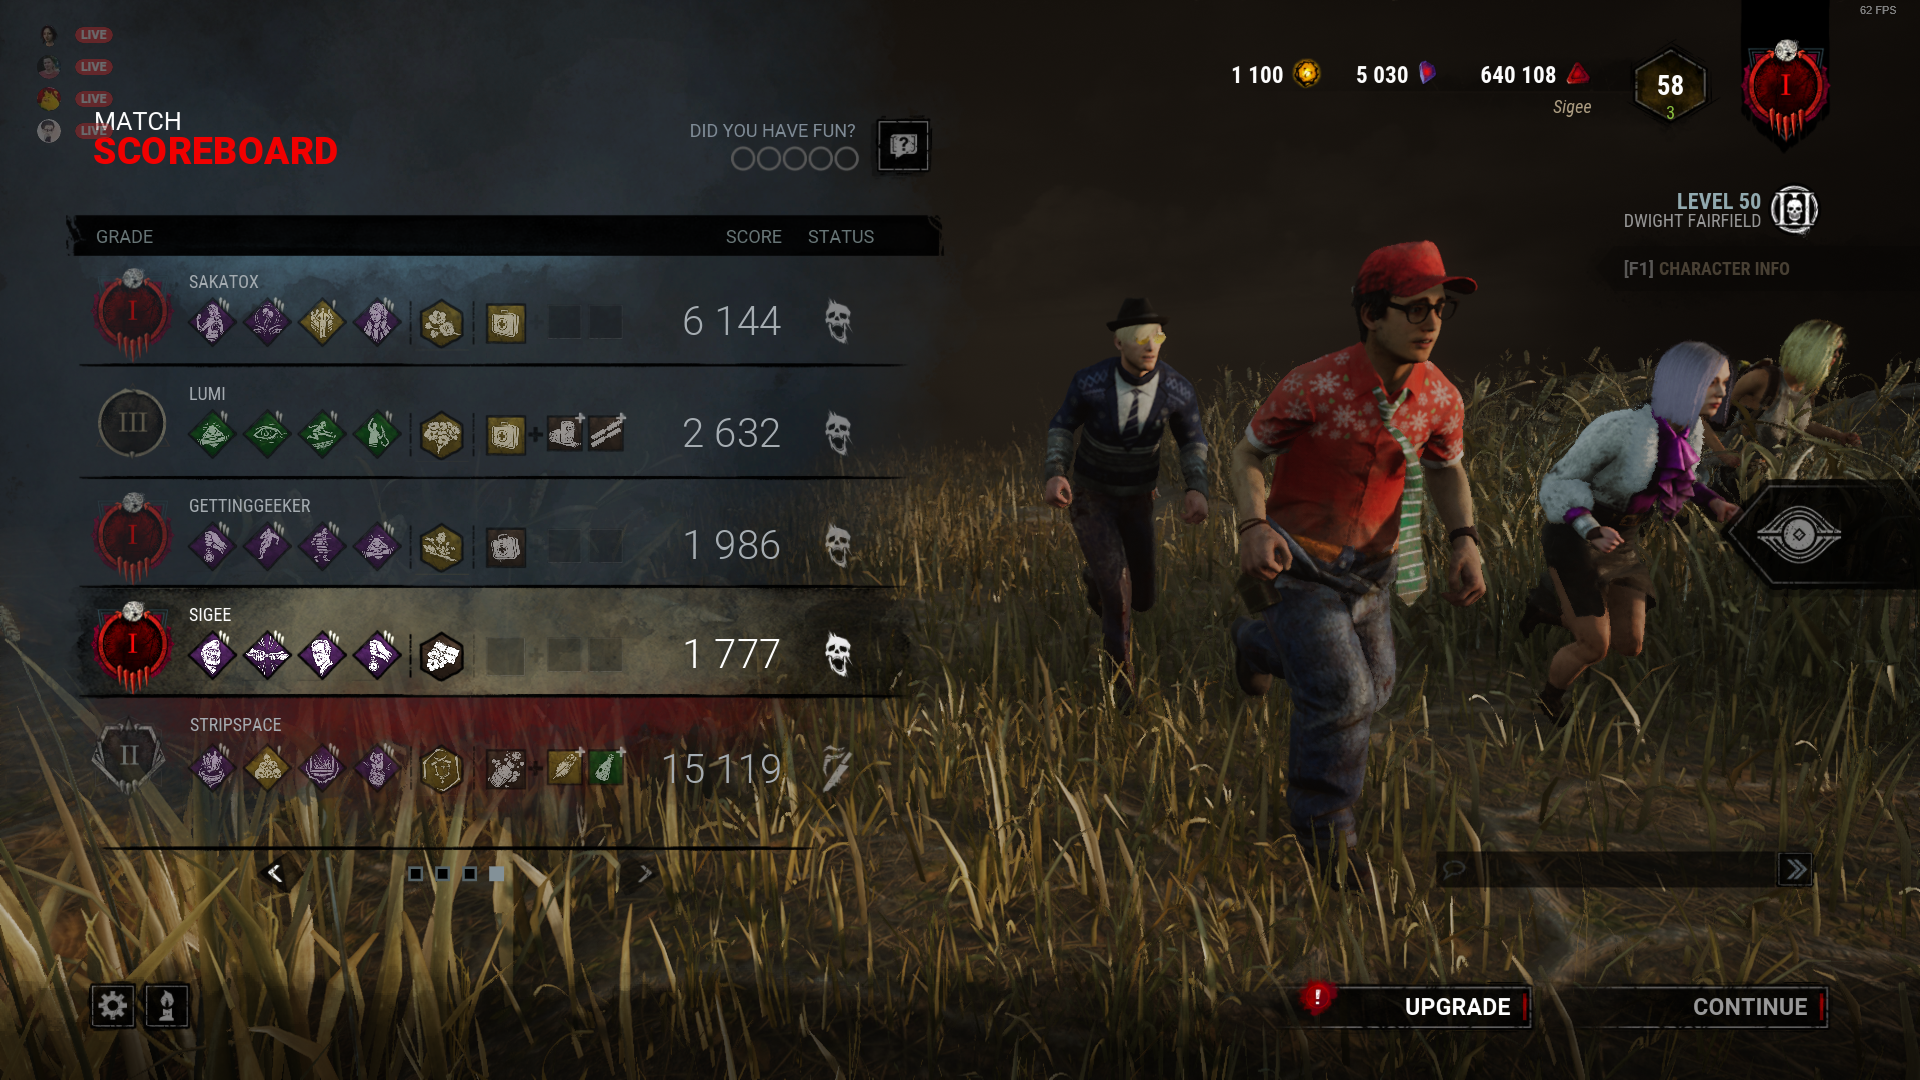 62 FPS
LIVE
LIVE
LIVE
LIVE
1 100
5 030
640 108
Sigee
58
3
I
MATCH
SCOREBOARD
DID YOU HAVE FUN?
?
LEVEL 50
DWIGHT FAIRFIELD
III
[F1] CHARACTER INFO
GRADE SCORE STATUS
SAKATOX
I
6 144
LUMI
III
2 632
GETTINGGEEKER
I
1 986
SIGEE
I
1 777
STRIPSPACE
II
15 119
!
UPGRADE
CONTINUE